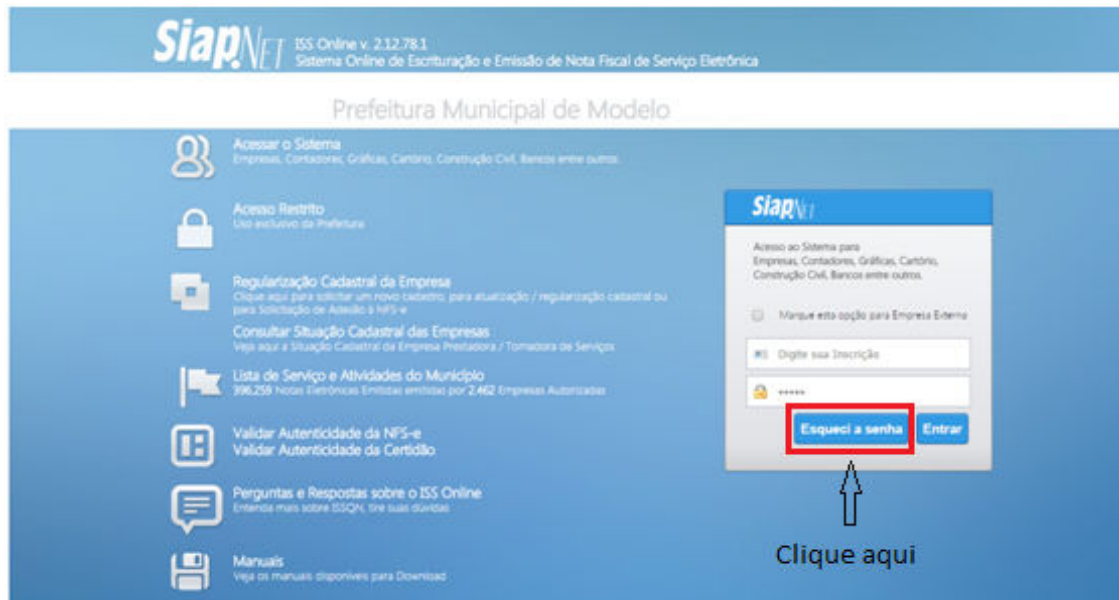 Siap.NET
ISS Online v. 2.12.78.1
Sistema Online de Escrituração e Emissão de Nota Fiscal de Serviço Eletrônica
Prefeitura Municipal de Modelo
Acessar o Sistema
Empresas, Contadores, Gráficas, Cartório, Construção Civil, Bancos entre outros.
Acesso Restrito
Uso exclusivo da Prefeitura
Regularização Cadastral da Empresa
Clique aqui para solicitar um novo cadastro, para atualização / regularização cadastral ou
para Solicitação de Adesão à NFS-e
Consultar Situação Cadastral das Empresas
Veja aqui a Situação Cadastral da Empresa Prestadora / Tomadora de Serviços
Lista de Serviço e Atividades do Município
396,259 Notas Eletrônicas Emitidas emitidas por 2,462 Empresas Autorizadas
Validar Autenticidade da NFS-e
Validar Autenticidade da Certidão
Perguntas e Respostas sobre o ISS Online
Entenda mais sobre ISSQN, tire suas dúvidas
Manuais
Veja os manuais disponíveis para Download
Siap.NET
Acesso ao Sistema para
Empresas, Contadores, Gráficas, Cartório,
Construção Civil, Bancos entre outros.
Marque esta opção para Empresa Externa
Digite sua Inscrição
•••••
Esqueci a senha
Entrar
Clique aqui